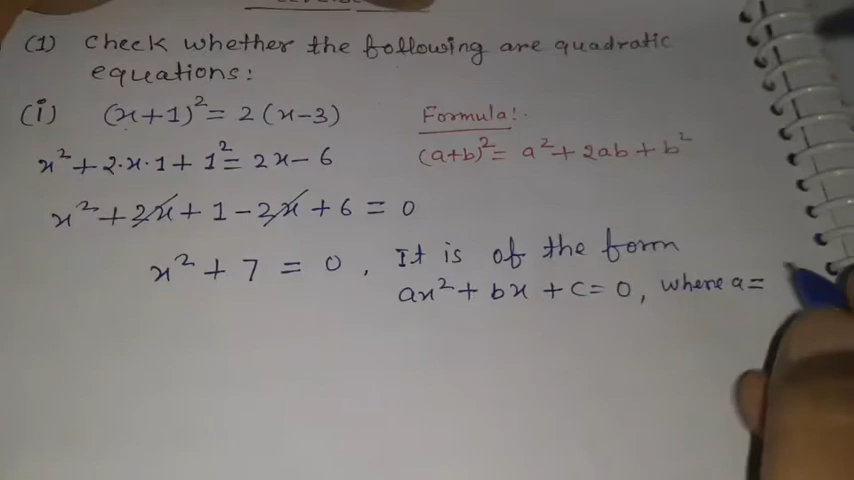 (1) Check whether the following are quadratic
equations:
(i) (x+1)² = 2(x-3)
Formula:
x² + 2·x·1 + 1² = 2x - 6
(a+b)² = a² + 2ab + b²
x² + 2x + 1 - 2x + 6 = 0
x² + 7 = 0, It is of the form
ax² + bx + c = 0, where a =